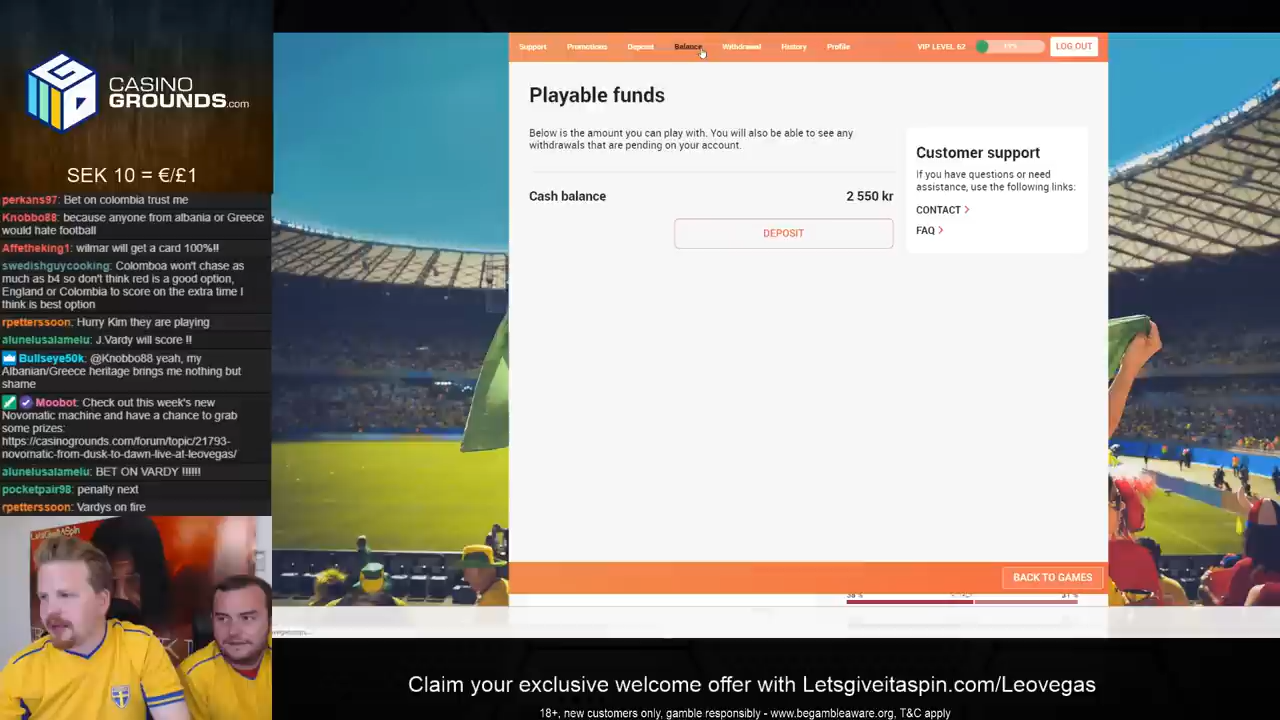 CASINO
GROUNDS.com
SEK 10 = €/£1
perkans97: Bet on colombia trust me
Knobbo88: because anyone from albania or Greece
would hate football
Affetheking1: wilmar will get a card 100%!!
swedishguycooking: Colomboa won't chase as
much as b4 so don't think red is a good option,
England or Colombia to score on the extra time I
think is best option
rpetterssoon: Hurry Kim they are playing
alunelusalamelu: J.Vardy will score !!
Bullseye50k: @Knobbo88 yeah, my
Albanian/Greece heritage brings me nothing but
shame
Moobot: Check out this week's new
Novomatic machine and have a chance to grab
some prizes:
https://casinogrounds.com/forum/topic/21793-
novomatic-from-dusk-to-dawn-live-at-leovegas/
alunelusalamelu: BET ON VARDY !!!!!!
pocketpair98: penalty next
rpetterssoon: Vardys on fire
LetsGiveItASpin
Support Promotions Deposit Balance Withdrawal History Profile VIP LEVEL 62 LOG OUT
Playable funds
Below is the amount you can play with. You will also be able to see any
withdrawals that are pending on your account.
Cash balance 2 550 kr
DEPOSIT
Customer support
If you have questions or need
assistance, use the following links:
CONTACT >
FAQ >
BACK TO GAMES
Claim your exclusive welcome offer with Letsgiveitaspin.com/Leovegas
18+, new customers only, gamble responsibly - www.begambleaware.org, T&C apply